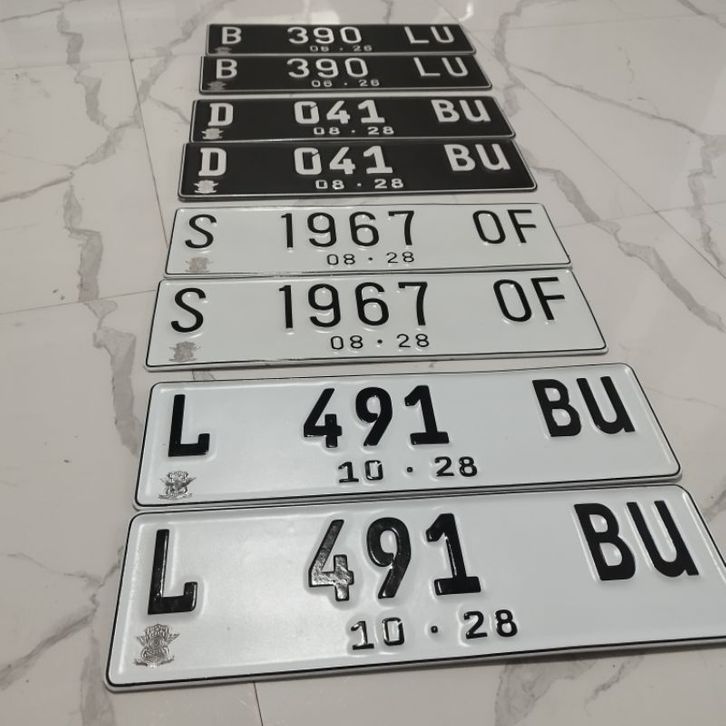 B 390 LU
08 · 26
B 390 LU
08 · 26
D 041 BU
08 · 28
D 041 BU
08 · 28
S 1967 OF
08 · 28
S 1967 OF
08 · 28
L 491 BU
10 · 28
L 491 BU
10 · 28